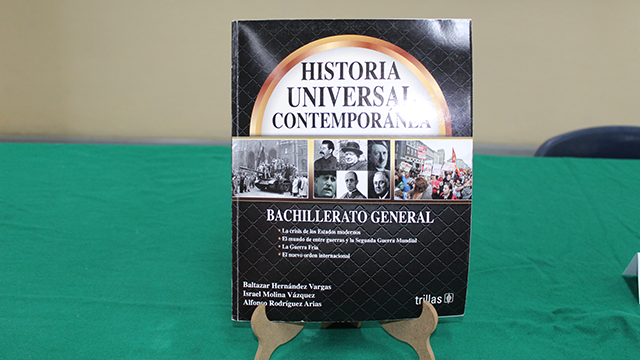 HISTORIA
UNIVERSAL
CONTEMPORÁNEA
BACHILLERATO GENERAL
• La crisis de los Estados modernos
• El mundo de entre guerras y la Segunda Guerra Mundial
• La Guerra Fría
• El nuevo orden internacional
Baltazar Hernández Vargas
Israel Molina Vázquez
Alfonso Rodríguez Arias
trillas